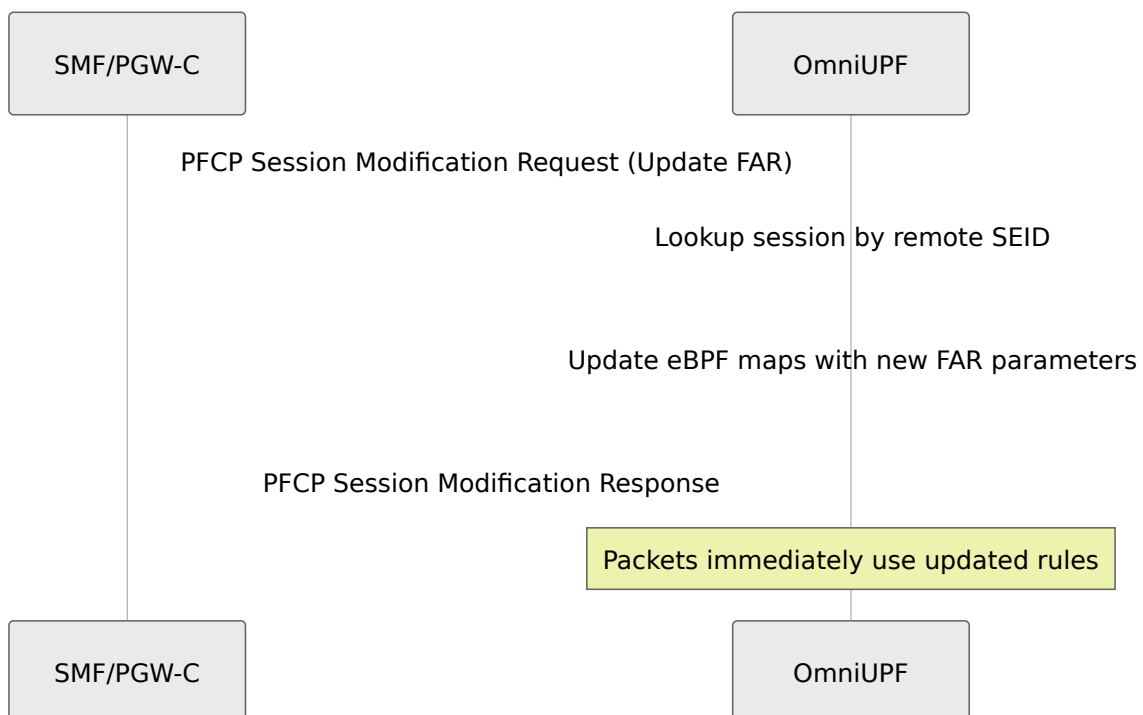 SMF/PGW-C
OmniUPF
PFCP Session Modification Request (Update FAR)
Lookup session by remote SEID
Update eBPF maps with new FAR parameters
PFCP Session Modification Response
Packets immediately use updated rules
SMF/PGW-C
OmniUPF